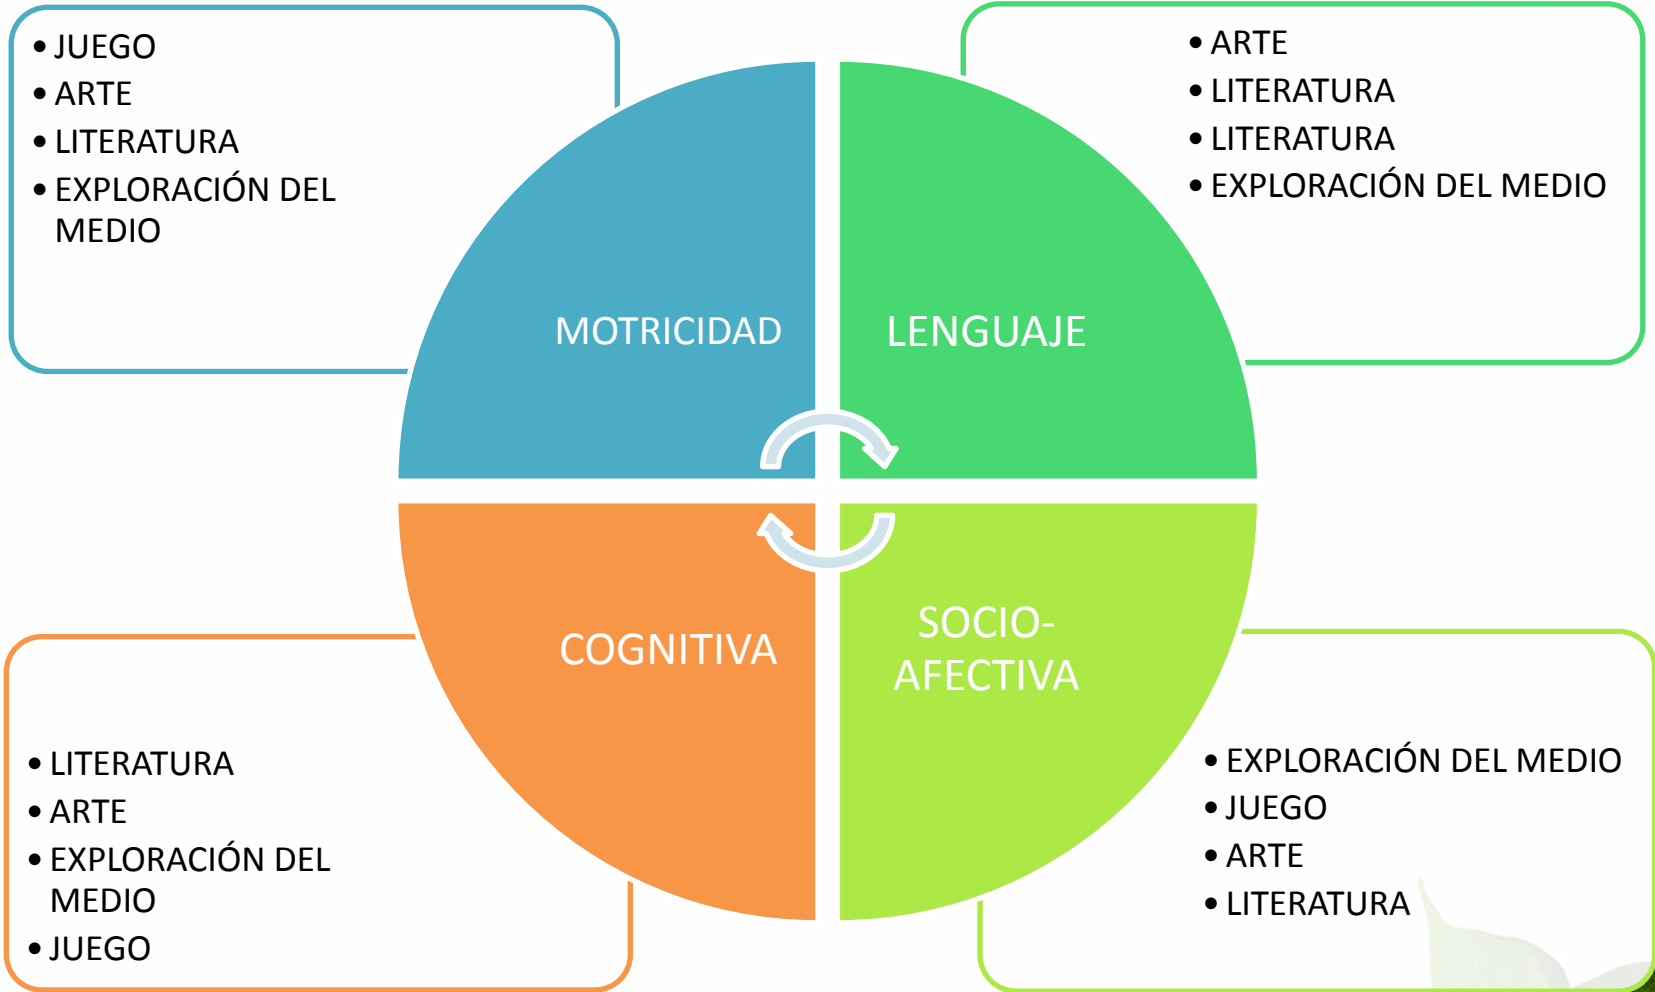 • JUEGO
• ARTE
• LITERATURA
• EXPLORACIÓN DEL
MEDIO
• ARTE
• LITERATURA
• LITERATURA
• EXPLORACIÓN DEL MEDIO
MOTRICIDAD
LENGUAJE
COGNITIVA
SOCIO-
AFECTIVA
• LITERATURA
• ARTE
• EXPLORACIÓN DEL
MEDIO
• JUEGO
• EXPLORACIÓN DEL MEDIO
• JUEGO
• ARTE
• LITERATURA